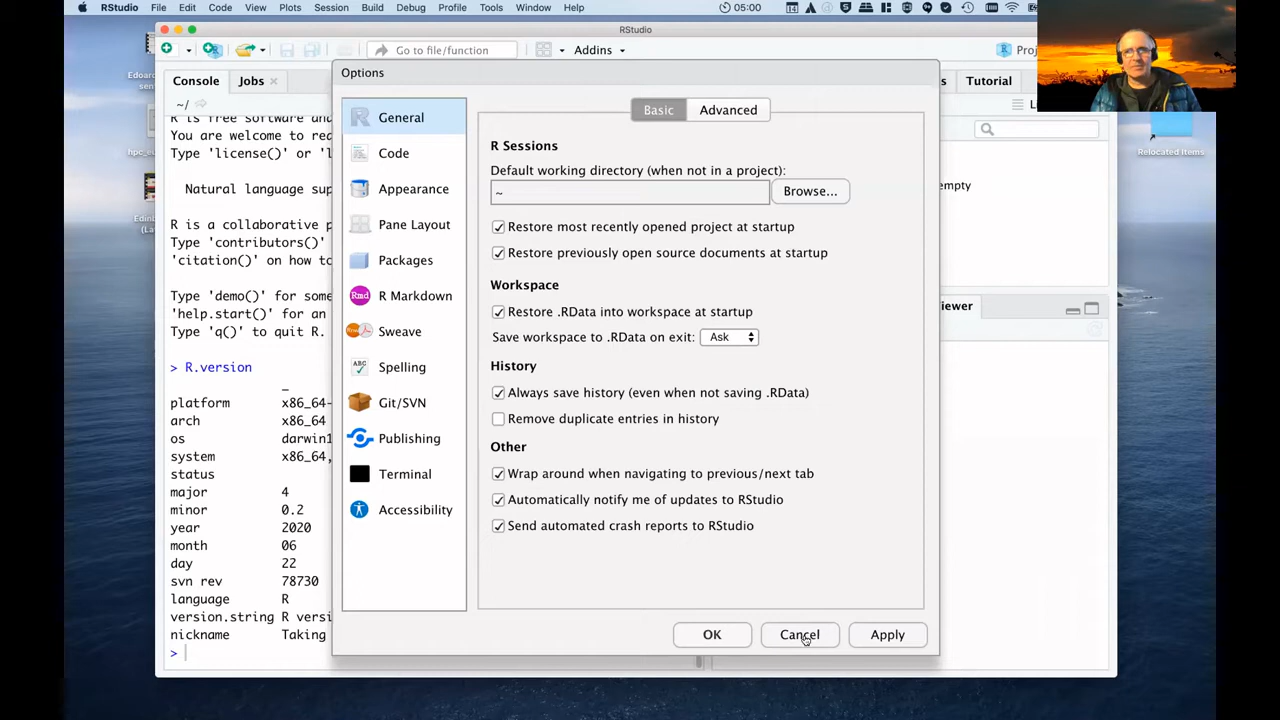 RStudio File Edit Code View Plots Session Build Debug Profile Tools Window Help 05:00
RStudio
Go to file/function Addins
Console Jobs Tutorial
~/
R is free software and
You are welcome to re
Type 'license()' or 'l
Natural language sup
R is a collaborative p
Type 'contributors()'
'citation()' on how to
Type 'demo()' for some
'help.start()' for an
Type 'q()' to quit R.
> R.version
_
platform x86_64-
arch x86_64
os darwin1
system x86_64,
status
major 4
minor 0.2
year 2020
month 06
day 22
svn rev 78730
language R
version.string R versi
nickname Taking
>
Options
General
Code
Appearance
Pane Layout
Packages
R Markdown
Sweave
Spelling
Git/SVN
Publishing
Terminal
Accessibility
Basic Advanced
R Sessions
Default working directory (when not in a project):
~ Browse...
Restore most recently opened project at startup
Restore previously open source documents at startup
Workspace
Restore .RData into workspace at startup
Save workspace to .RData on exit: Ask
History
Always save history (even when not saving .RData)
Remove duplicate entries in history
Other
Wrap around when navigating to previous/next tab
Automatically notify me of updates to RStudio
Send automated crash reports to RStudio
OK Cancel Apply
empty
iewer
Relocated Items